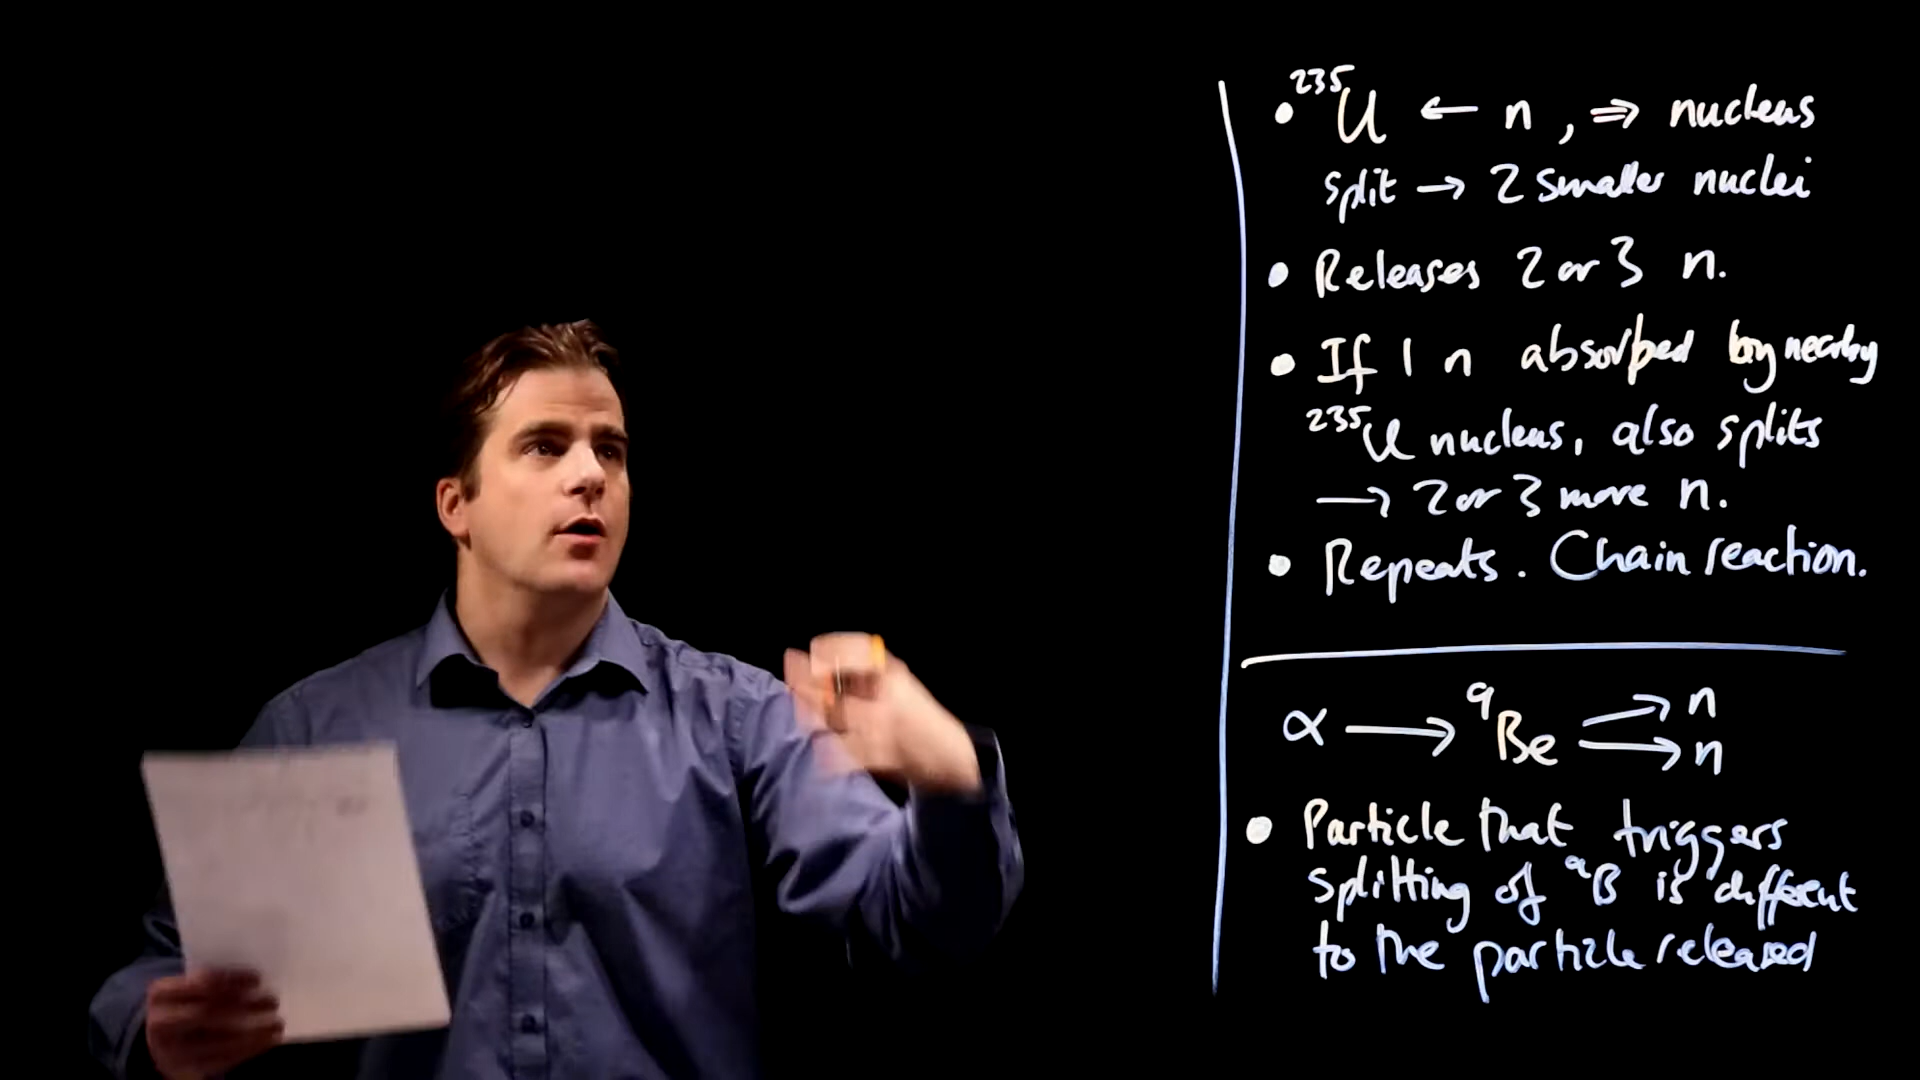 • ²³⁵U ← n , ⇒ nucleus
split → 2 smaller nuclei
• Releases 2 or 3 n.
• If 1 n absorbed by nearby
²³⁵U nucleus, also splits
→ 2 or 3 more n.
• Repeats. Chain reaction.
α → ⁹Be → n
→ n
• Particle that triggers
splitting of ⁹B is different
to the particle released